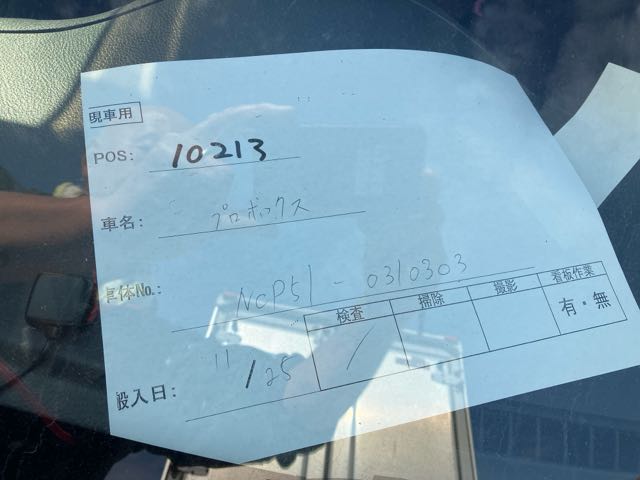 現車用
POS: 10213
車名: プロボックス
車体No.: NCP51-0310303
検査 掃除 撮影 看板作業
/ 有・無
搬入日: 11/25